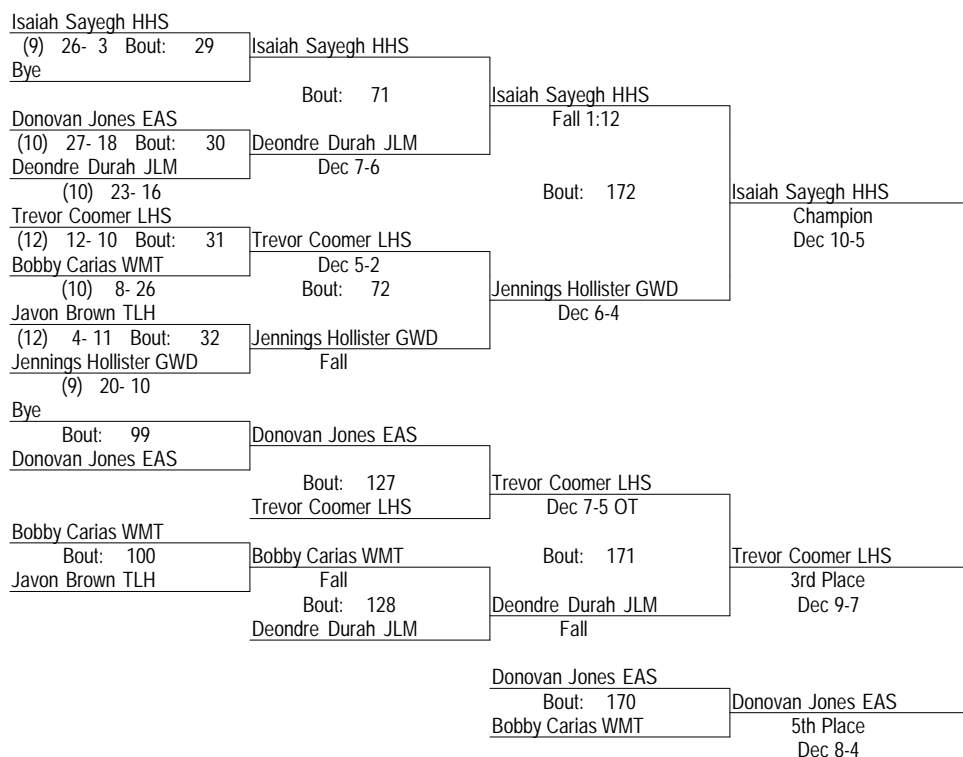 Isaiah Sayegh HHS
(9) 26- 3 Bout: 29
Bye
Isaiah Sayegh HHS
Bout: 71
Isaiah Sayegh HHS
Fall 1:12
Donovan Jones EAS
(10) 27- 18 Bout: 30
Deondre Durah JLM
(10) 23- 16
Deondre Durah JLM
Dec 7-6
Bout: 172
Isaiah Sayegh HHS
Champion
Dec 10-5
Trevor Coomer LHS
(12) 12- 10 Bout: 31
Bobby Carias WMT
(10) 8- 26
Trevor Coomer LHS
Dec 5-2
Bout: 72
Jennings Hollister GWD
Dec 6-4
Javon Brown TLH
(12) 4- 11 Bout: 32
Jennings Hollister GWD
(9) 20- 10
Jennings Hollister GWD
Fall
Bye
Bout: 99
Donovan Jones EAS
Donovan Jones EAS
Bout: 127
Trevor Coomer LHS
Trevor Coomer LHS
Dec 7-5 OT
Bobby Carias WMT
Bout: 100
Javon Brown TLH
Bobby Carias WMT
Fall
Bout: 128
Deondre Durah JLM
Bout: 171
Deondre Durah JLM
Fall
Trevor Coomer LHS
3rd Place
Dec 9-7
Donovan Jones EAS
Bout: 170
Bobby Carias WMT
Donovan Jones EAS
5th Place
Dec 8-4